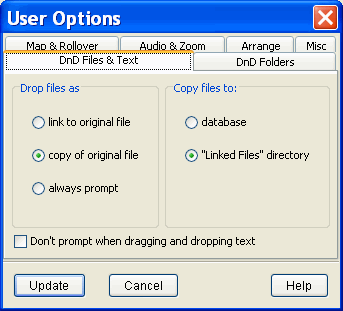 User Options
Map & Rollover Audio & Zoom Arrange Misc
DnD Files & Text DnD Folders
Drop files as Copy files to:
link to original file database
copy of original file "Linked Files" directory
always prompt
Don't prompt when dragging and dropping text
Update Cancel Help